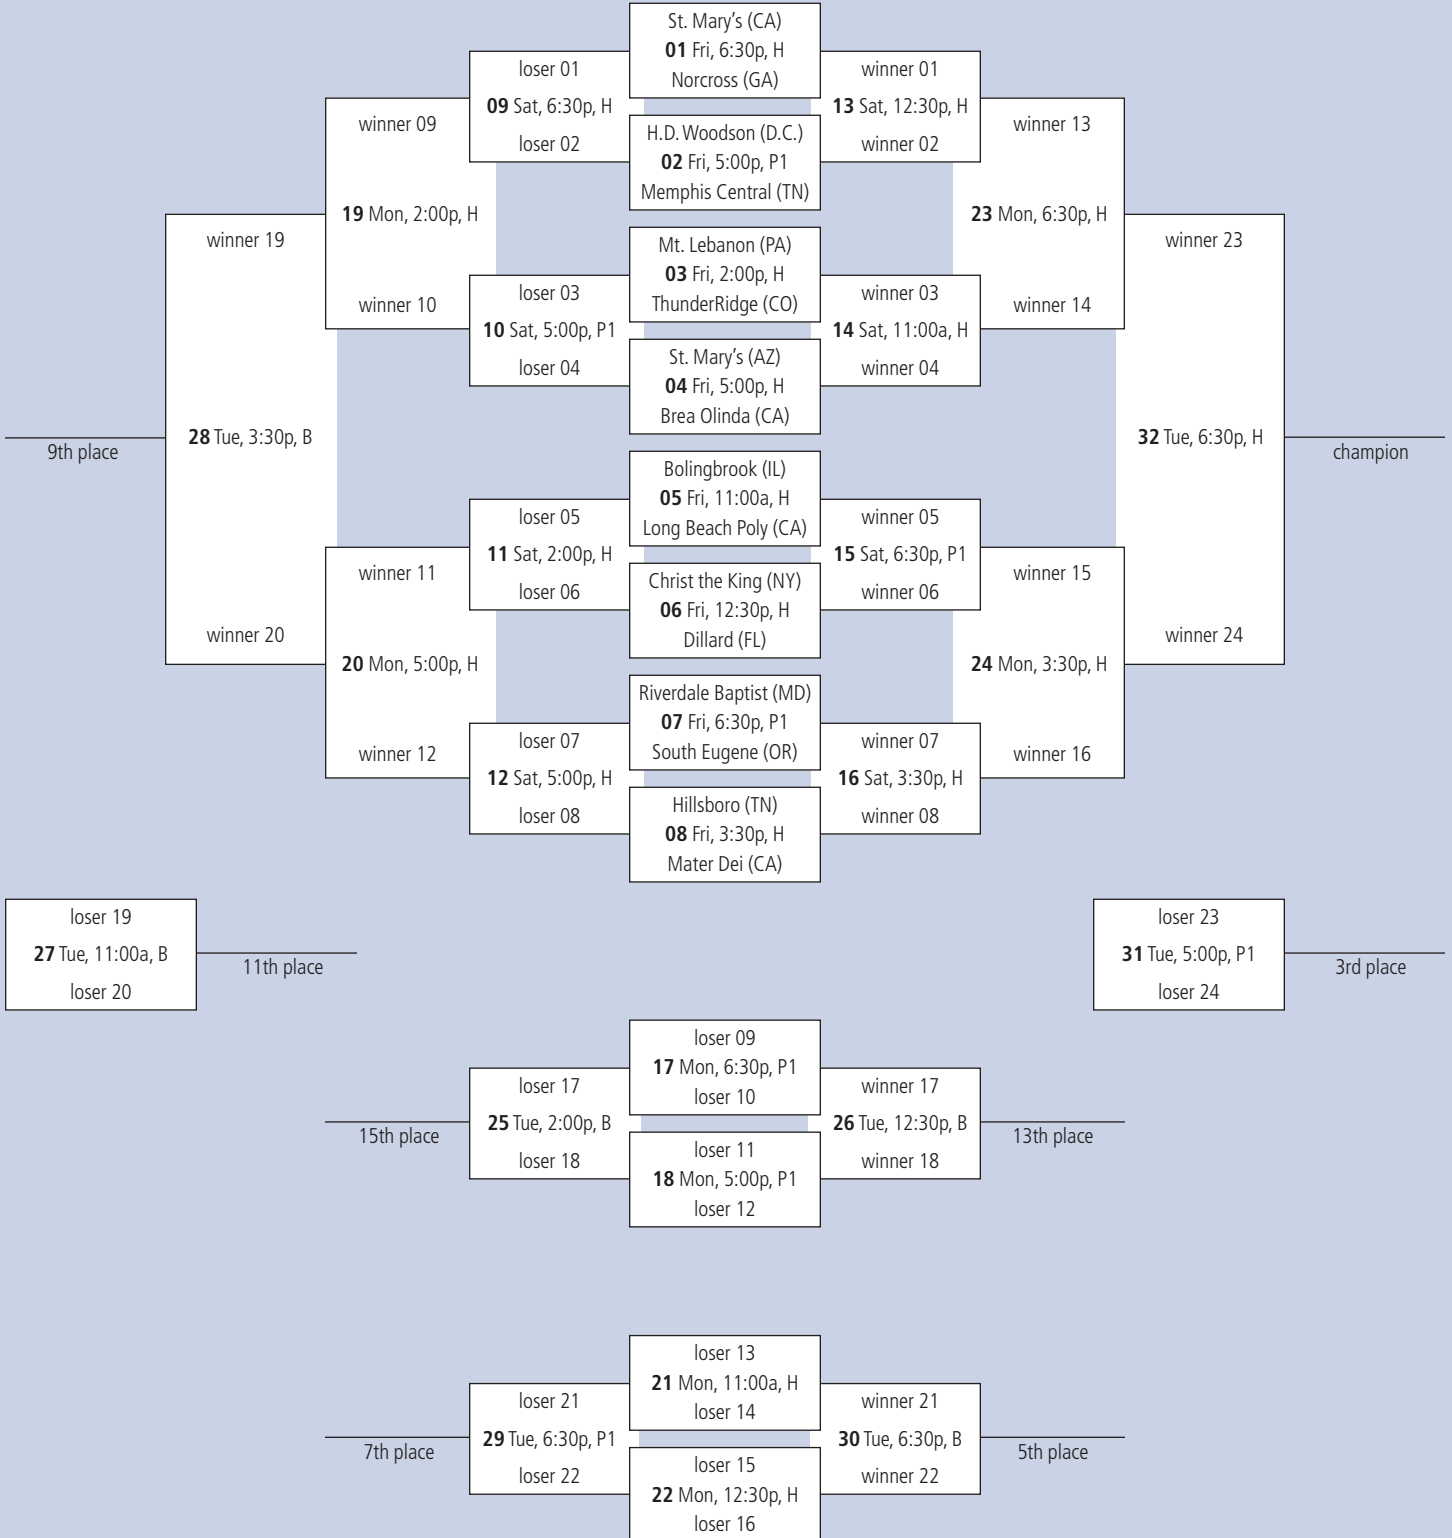 St. Mary's (CA)
01 Fri, 6:30p, H
Norcross (GA)
loser 01
09 Sat, 6:30p, H
loser 02
winner 01
13 Sat, 12:30p, H
winner 02
H.D. Woodson (D.C.)
02 Fri, 5:00p, P1
Memphis Central (TN)
winner 09
19 Mon, 2:00p, H
winner 10
winner 13
23 Mon, 6:30p, H
winner 14
Mt. Lebanon (PA)
03 Fri, 2:00p, H
ThunderRidge (CO)
loser 03
10 Sat, 5:00p, P1
loser 04
winner 03
14 Sat, 11:00a, H
winner 04
St. Mary's (AZ)
04 Fri, 5:00p, H
Brea Olinda (CA)
winner 19
28 Tue, 3:30p, B
winner 20
9th place
winner 23
32 Tue, 6:30p, H
winner 24
champion
Bolingbrook (IL)
05 Fri, 11:00a, H
Long Beach Poly (CA)
loser 05
11 Sat, 2:00p, H
loser 06
winner 05
15 Sat, 6:30p, P1
winner 06
Christ the King (NY)
06 Fri, 12:30p, H
Dillard (FL)
winner 11
20 Mon, 5:00p, H
winner 12
winner 15
24 Mon, 3:30p, H
winner 16
Riverdale Baptist (MD)
07 Fri, 6:30p, P1
South Eugene (OR)
loser 07
12 Sat, 5:00p, H
loser 08
winner 07
16 Sat, 3:30p, H
winner 08
Hillsboro (TN)
08 Fri, 3:30p, H
Mater Dei (CA)
loser 19
27 Tue, 11:00a, B
loser 20
11th place
loser 23
31 Tue, 5:00p, P1
loser 24
3rd place
loser 09
17 Mon, 6:30p, P1
loser 10
loser 17
25 Tue, 2:00p, B
loser 18
15th place
winner 17
26 Tue, 12:30p, B
winner 18
13th place
loser 11
18 Mon, 5:00p, P1
loser 12
loser 13
21 Mon, 11:00a, H
loser 14
loser 21
29 Tue, 6:30p, P1
loser 22
7th place
winner 21
30 Tue, 6:30p, B
winner 22
5th place
loser 15
22 Mon, 12:30p, H
loser 16